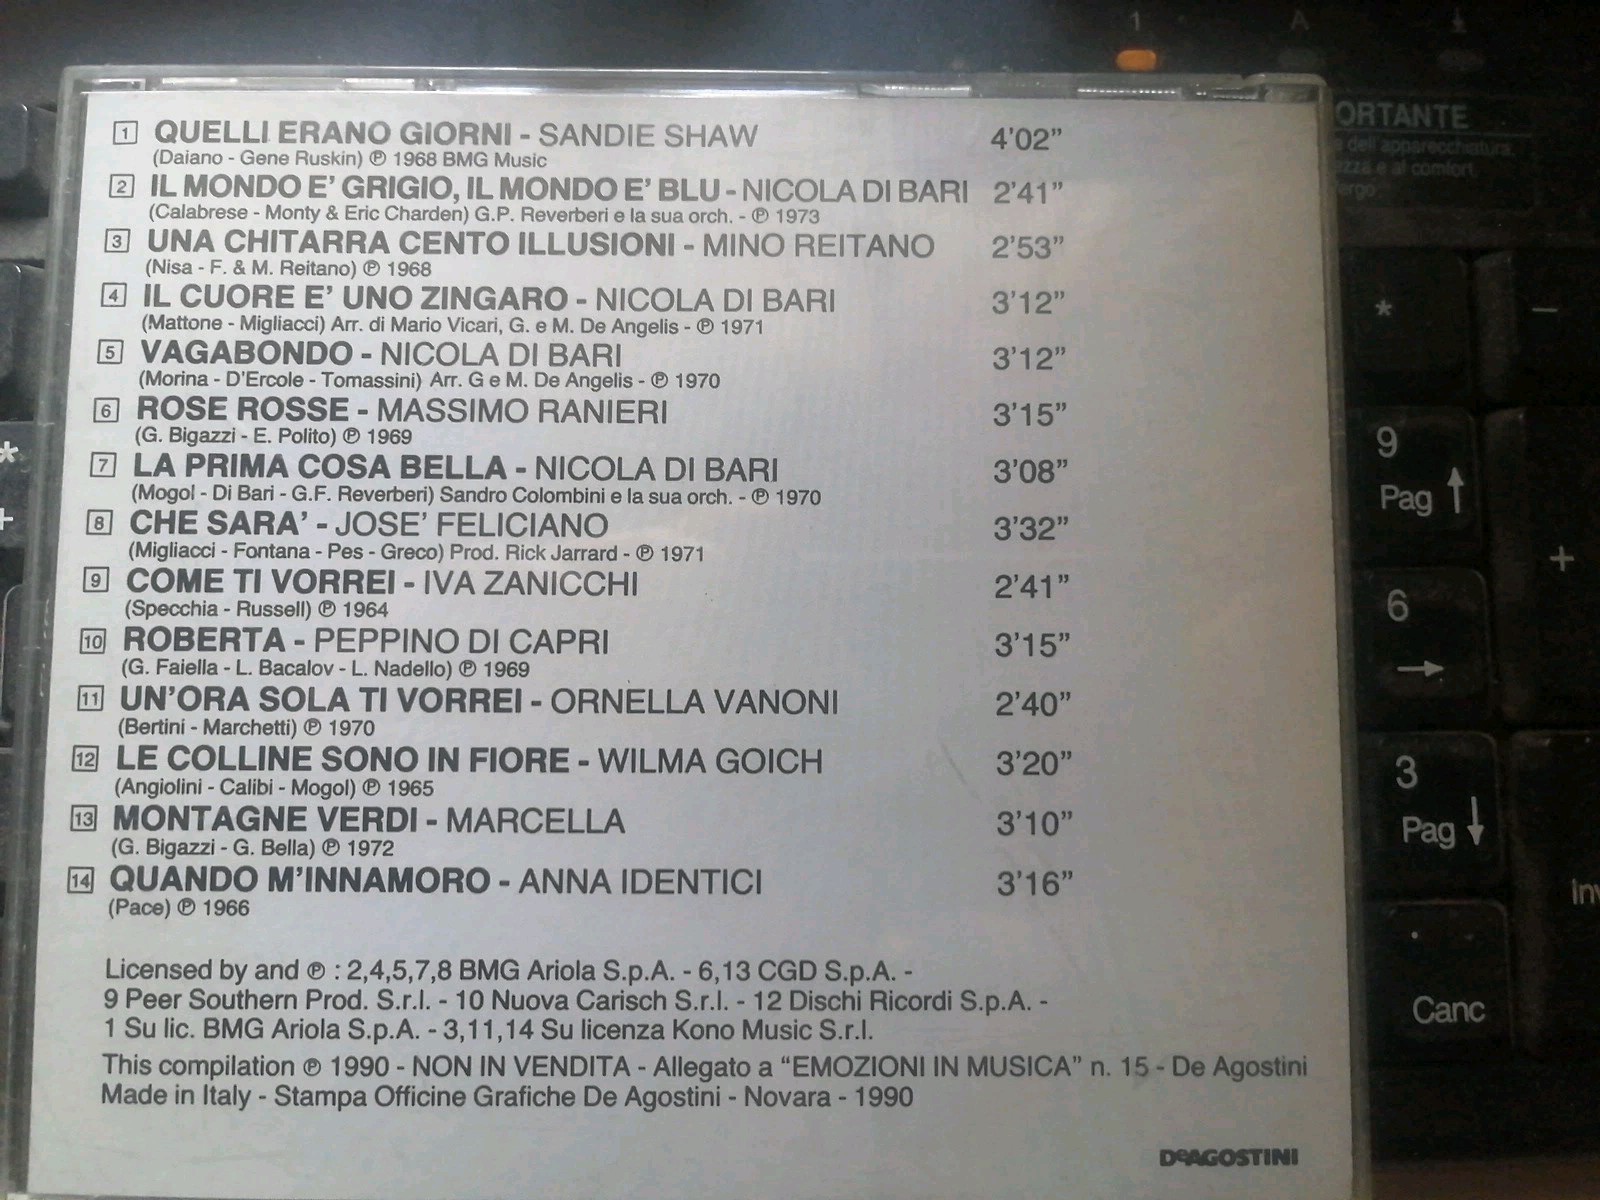 1 QUELLI ERANO GIORNI - SANDIE SHAW 4'02"
(Daiano - Gene Ruskin) ℗ 1968 BMG Music
2 IL MONDO E' GRIGIO, IL MONDO E' BLU - NICOLA DI BARI 2'41"
(Calabrese - Monty & Eric Charden) G.P. Reverberi e la sua orch. - ℗ 1973
3 UNA CHITARRA CENTO ILLUSIONI - MINO REITANO 2'53"
(Nisa - F. & M. Reitano) ℗ 1968
4 IL CUORE E' UNO ZINGARO - NICOLA DI BARI 3'12"
(Mattone - Migliacci) Arr. di Mario Vicari, G. e M. De Angelis - ℗ 1971
5 VAGABONDO - NICOLA DI BARI 3'12"
(Morina - D'Ercole - Tomassini) Arr. G e M. De Angelis - ℗ 1970
6 ROSE ROSSE - MASSIMO RANIERI 3'15"
(G. Bigazzi - E. Polito) ℗ 1969
7 LA PRIMA COSA BELLA - NICOLA DI BARI 3'08"
(Mogol - Di Bari - G.F. Reverberi) Sandro Colombini e la sua orch. - ℗ 1970
8 CHE SARA' - JOSE' FELICIANO 3'32"
(Migliacci - Fontana - Pes - Greco) Prod. Rick Jarrard - ℗ 1971
9 COME TI VORREI - IVA ZANICCHI 2'41"
(Specchia - Russell) ℗ 1964
10 ROBERTA - PEPPINO DI CAPRI 3'15"
(G. Faiella - L. Bacalov - L. Nadello) ℗ 1969
11 UN'ORA SOLA TI VORREI - ORNELLA VANONI 2'40"
(Bertini - Marchetti) ℗ 1970
12 LE COLLINE SONO IN FIORE - WILMA GOICH 3'20"
(Angiolini - Calibi - Mogol) ℗ 1965
13 MONTAGNE VERDI - MARCELLA 3'10"
(G. Bigazzi - G. Bella) ℗ 1972
14 QUANDO M'INNAMORO - ANNA IDENTICI 3'16"
(Pace) ℗ 1966
Licensed by and ℗ : 2,4,5,7,8 BMG Ariola S.p.A. - 6,13 CGD S.p.A. -
9 Peer Southern Prod. S.r.l. - 10 Nuova Carisch S.r.l. - 12 Dischi Ricordi S.p.A. -
1 Su lic. BMG Ariola S.p.A. - 3,11,14 Su licenza Kono Music S.r.l.
This compilation ℗ 1990 - NON IN VENDITA - Allegato a "EMOZIONI IN MUSICA" n. 15 - De Agostini
Made in Italy - Stampa Officine Grafiche De Agostini - Novara - 1990
DeAGOSTINI
1 A
ORTANTE
dell'apparecchiatura.
zza e al comfort,
ergo
* −
9
Pag ↑
+
6
→
3
Pag ↓
Inv
.
Canc
*
+